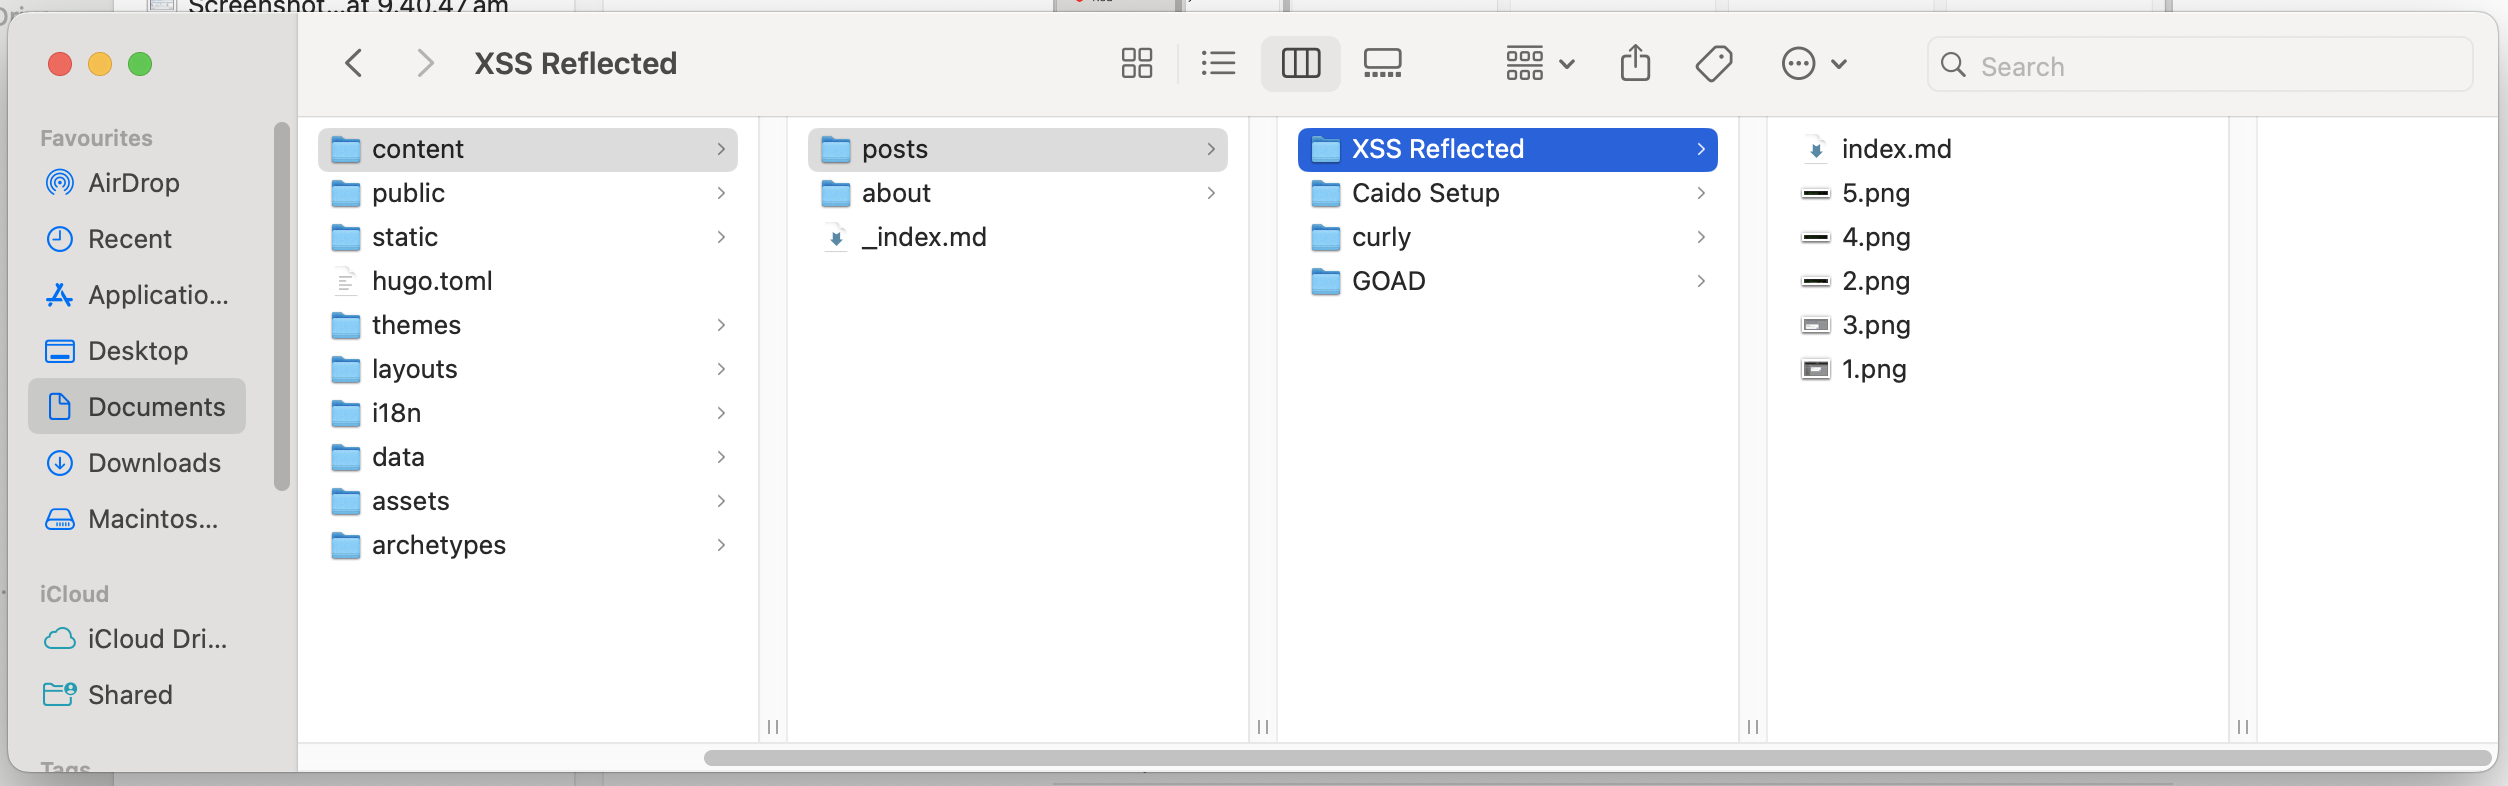 Screenshot...at 9.40.47 am
XSS Reflected
Search
Favourites
AirDrop
Recent
Applicatio...
Desktop
Documents
Downloads
Macintos...
iCloud
iCloud Dri...
Shared
Tags
content
public
static
hugo.toml
themes
layouts
i18n
data
assets
archetypes
posts
about
_index.md
XSS Reflected
Caido Setup
curly
GOAD
index.md
5.png
4.png
2.png
3.png
1.png